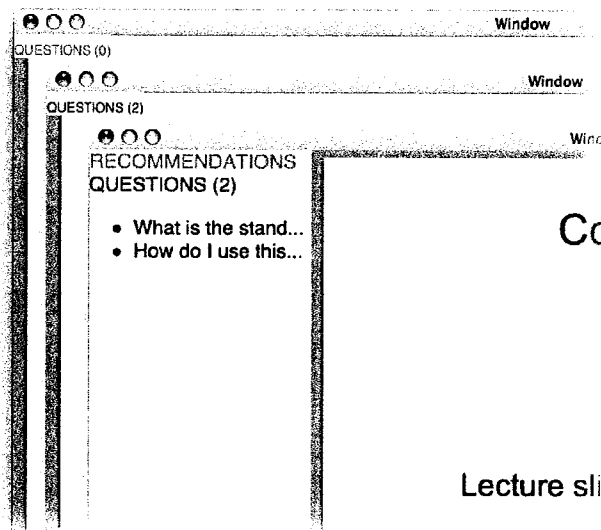 Window
QUESTIONS (0)
Window
QUESTIONS (2)
Wind
RECOMMENDATIONS
QUESTIONS (2)
• What is the stand...
• How do I use this...
Co
Lecture sli